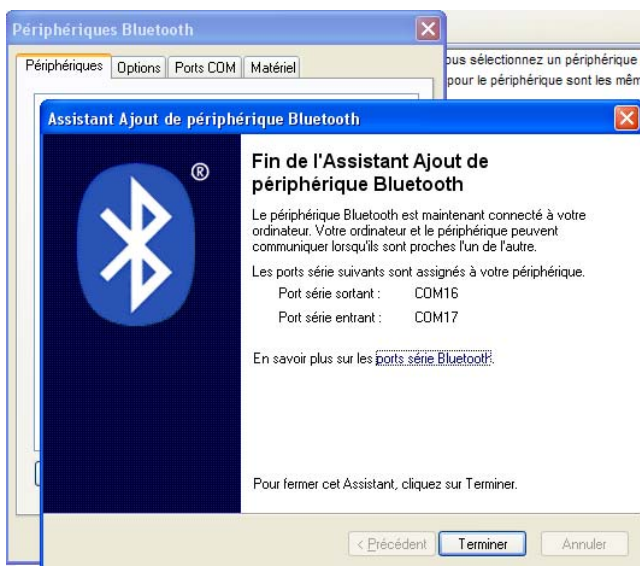 Périphériques Bluetooth
Périphériques Options Ports COM Matériel
sélectionnez un périphérique
pour le périphérique sont les
Assistant Ajout de périphérique Bluetooth
®
Fin de l'Assistant Ajout de
périphérique Bluetooth
Le périphérique Bluetooth est maintenant connecté à votre
ordinateur. Votre ordinateur et le périphérique peuvent
communiquer lorsqu'ils sont proches l'un de l'autre.
Les ports série suivants sont assignés à votre périphérique.
Port série sortant : COM16
Port série entrant : COM17
En savoir plus sur les ports série Bluetooth.
Pour fermer cet Assistant, cliquez sur Terminer.
< Précédent Terminer Annuler